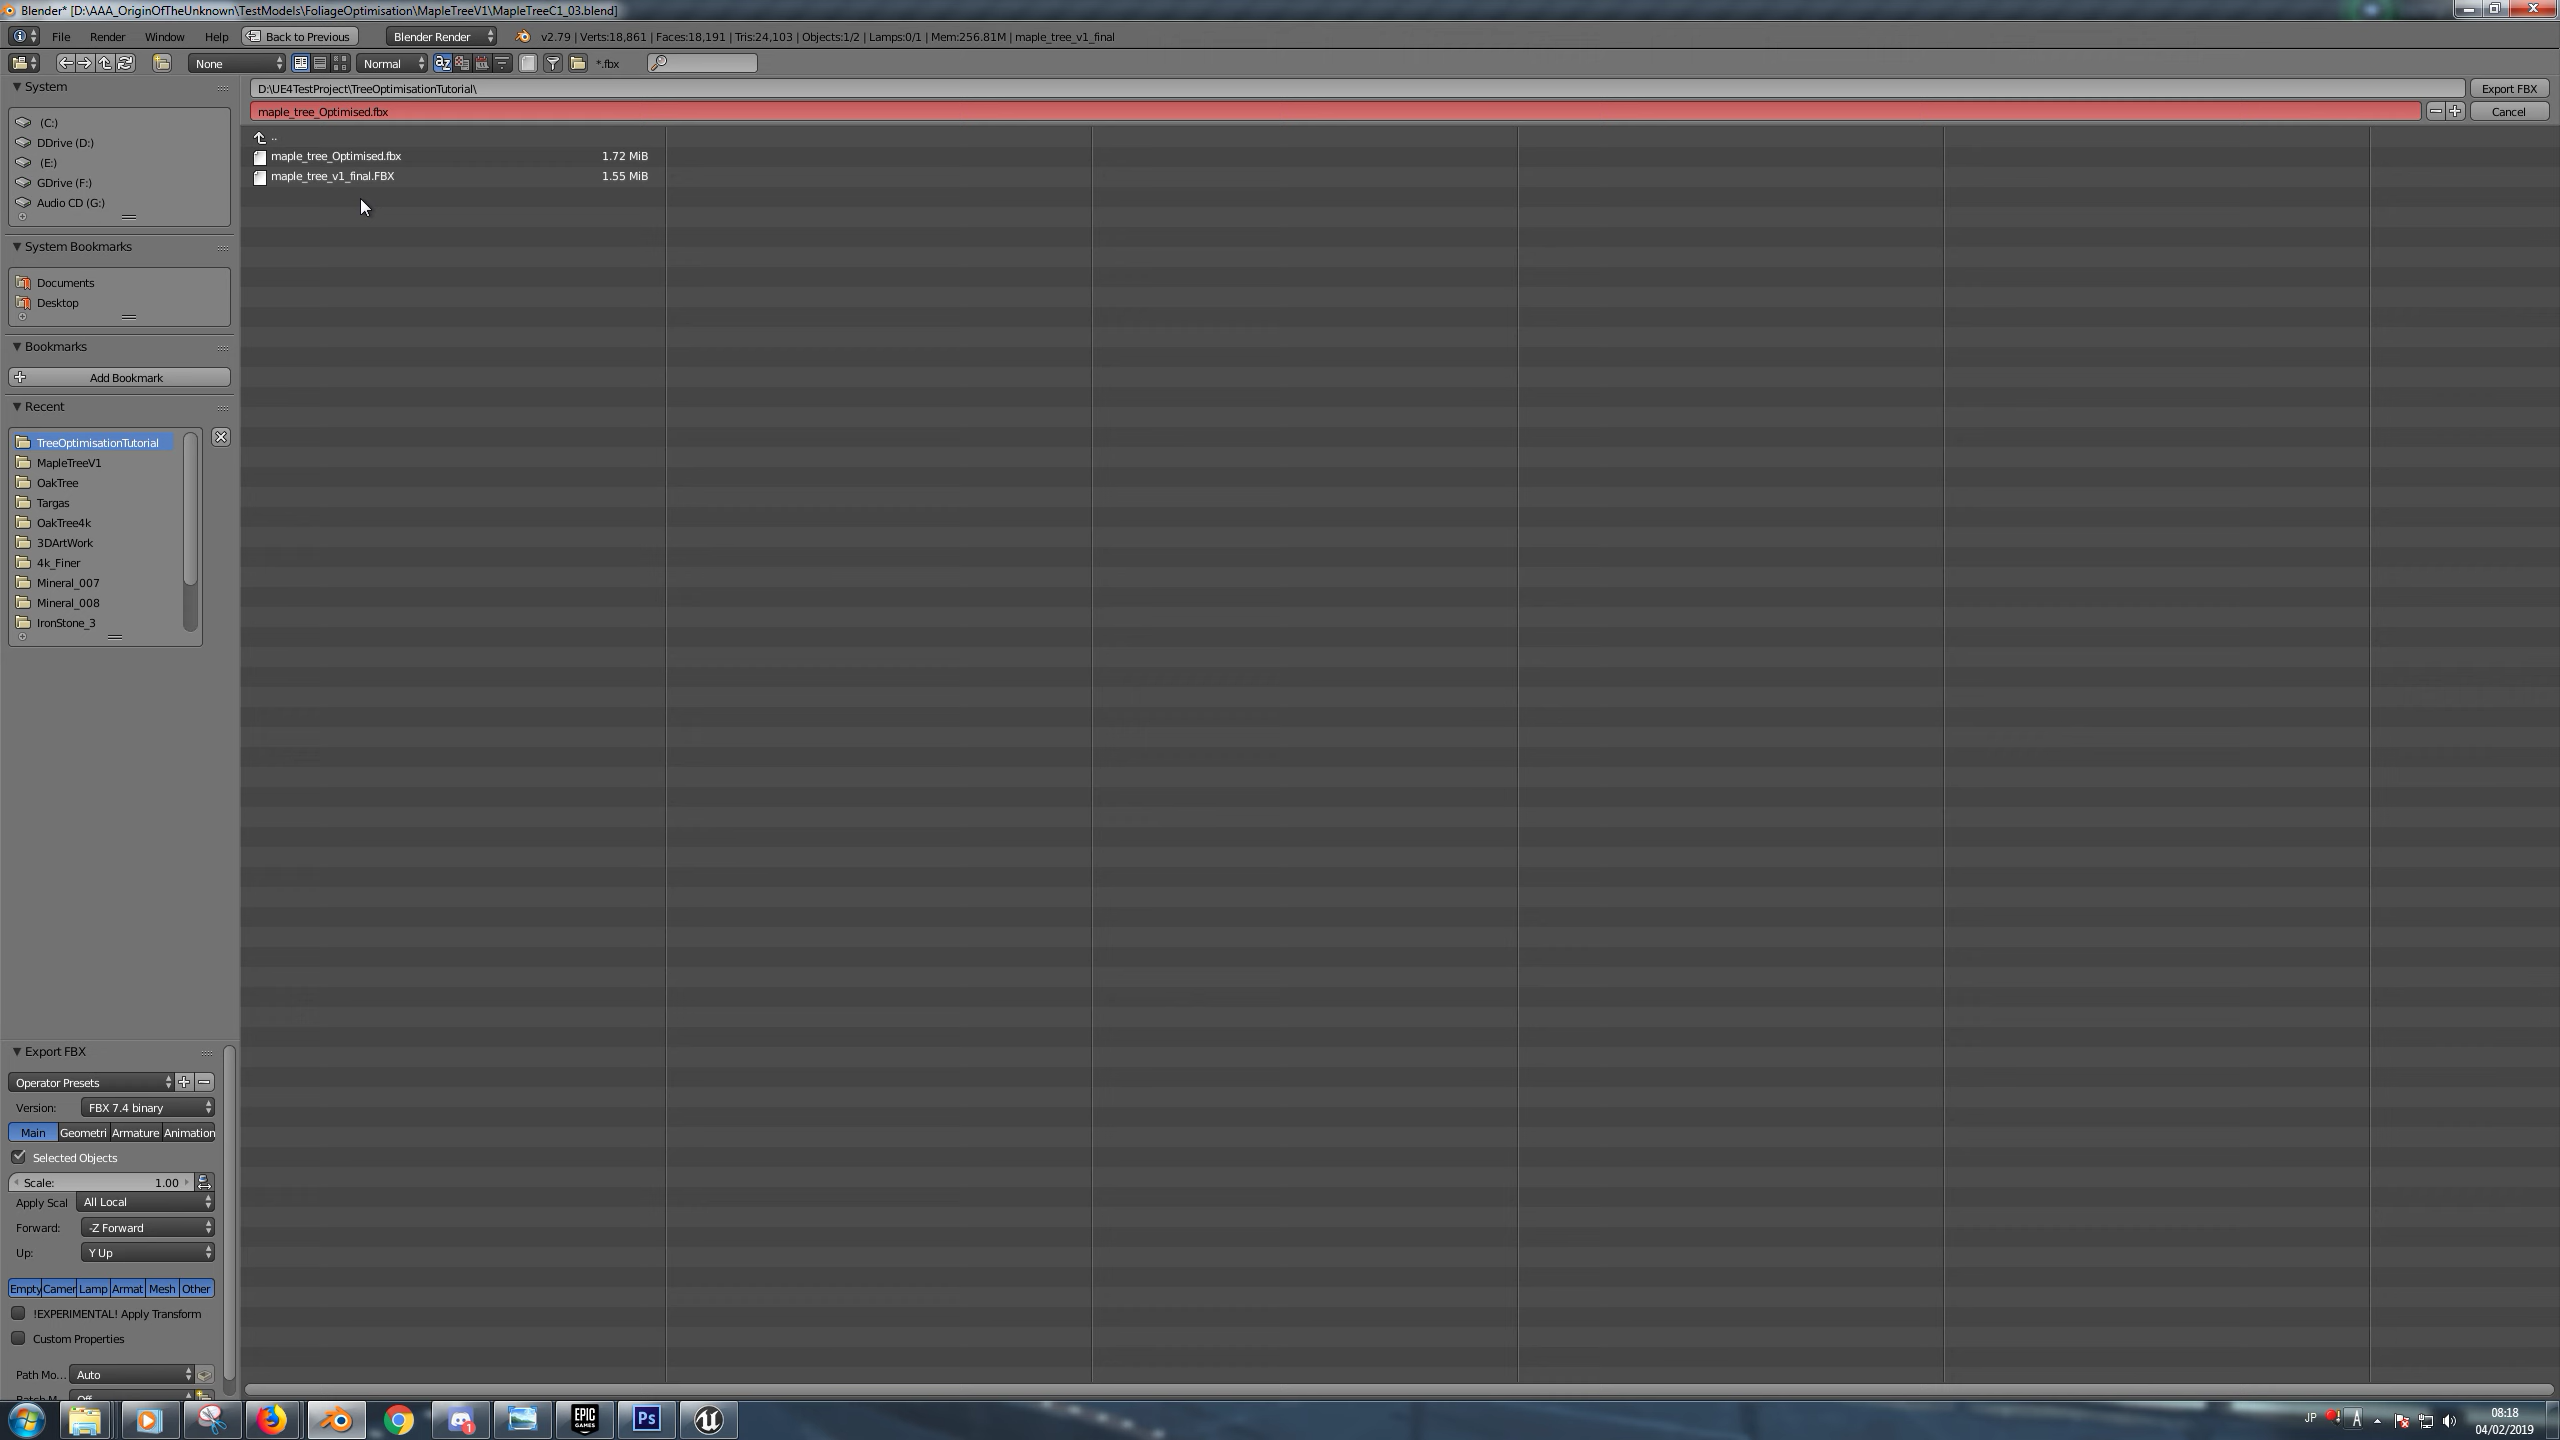 Blender* [D:\AAA_OriginOfTheUnknown\TestModels\FoliageOptimisation\MapleTreeV1\MapleTreeC1_03.blend]
File Render Window Help Back to Previous Blender Render v2.79 | Verts:18,861 | Faces:18,191 | Tris:24,103 | Objects:1/2 | Lamps:0/1 | Mem:256.81M | maple_tree_v1_final
None Normal *.fbx
System
D:\UE4TestProject\TreeOptimisationTutorial\ Export FBX
maple_tree_Optimised.fbx Cancel
(C:)
DDrive (D:)
(E:)
GDrive (F:)
Audio CD (G:)
..
maple_tree_Optimised.fbx 1.72 MiB
maple_tree_v1_final.FBX 1.55 MiB
System Bookmarks
Documents
Desktop
Bookmarks
Add Bookmark
Recent
TreeOptimisationTutorial
MapleTreeV1
OakTree
Targas
OakTree4k
3DArtWork
4k_Finer
Mineral_007
Mineral_008
IronStone_3
Export FBX
Operator Presets
Version: FBX 7.4 binary
Main Geometri Armature Animation
Selected Objects
Scale: 1.00
Apply Scal All Local
Forward: -Z Forward
Up: Y Up
Empty Camer Lamp Armat Mesh Other
!EXPERIMENTAL! Apply Transform
Custom Properties
Path Mo... Auto
EPIC GAMES
Ps
1
JP A
08:18
04/02/2019